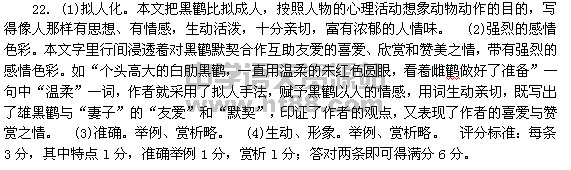 22. (1)拟人化。本文把黑鹳比拟成人，按照人物的心理活动想象动物动作的目的，写
得像人那样有思想、有情感，生动活泼，十分亲切，富有浓郁的人情味。 (2)强烈的感情
色彩。本文字里行间浸透着对黑鹳默契合作互助友爱的喜爱、欣赏和赞美之情，带有强烈的
感情色彩。如“个头高大的白肋黑鹳，一直用温柔的朱红色圆眼，看着雌鹳做好了准备”一
句中“温柔”一词，作者就采用了拟人手法，赋予黑鹳以人的情感，用词生动亲切，既写出
了雄黑鹳与“妻子”的“友爱”和“默契”，印证了作者的观点，又表现了作者的喜爱与赞
赏之情。 (3)准确。举例、赏析略。 (4)生动、形象。举例、赏析略。 评分标准：每条
3分，其中特点1分，准确举例1分，赏析1分；答对两条即可得满分6分。